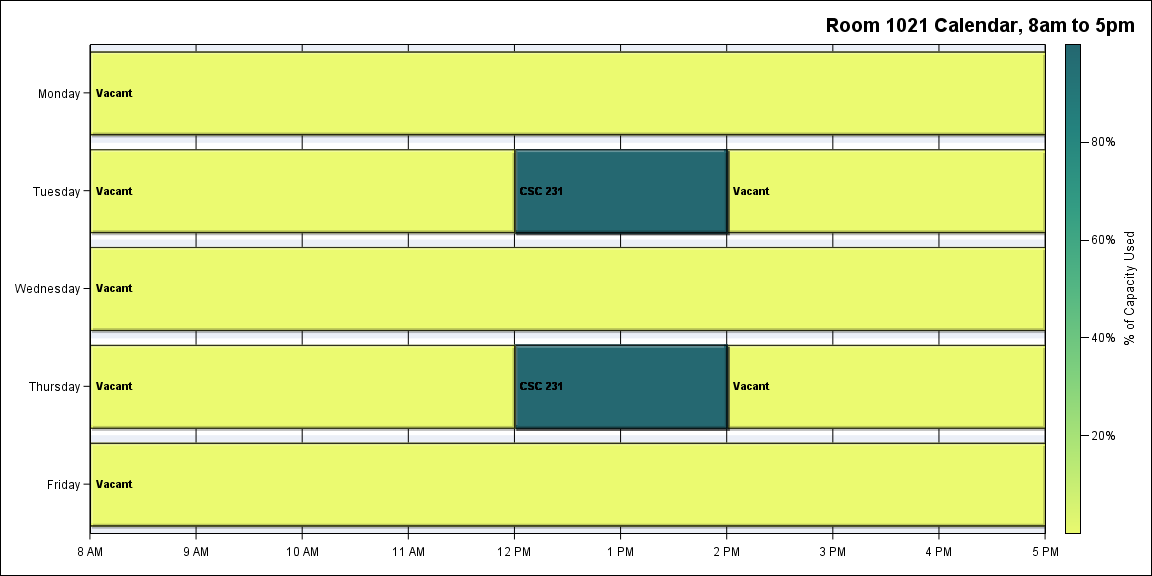 Room 1021 Calendar, 8am to 5pm
Monday
Vacant
80%
Tuesday
Vacant
CSC 231
Vacant
60%
% of Capacity Used
Wednesday
Vacant
40%
Thursday
Vacant
CSC 231
Vacant
20%
Friday
Vacant
8 AM 9 AM 10 AM 11 AM 12 PM 1 PM 2 PM 3 PM 4 PM 5 PM